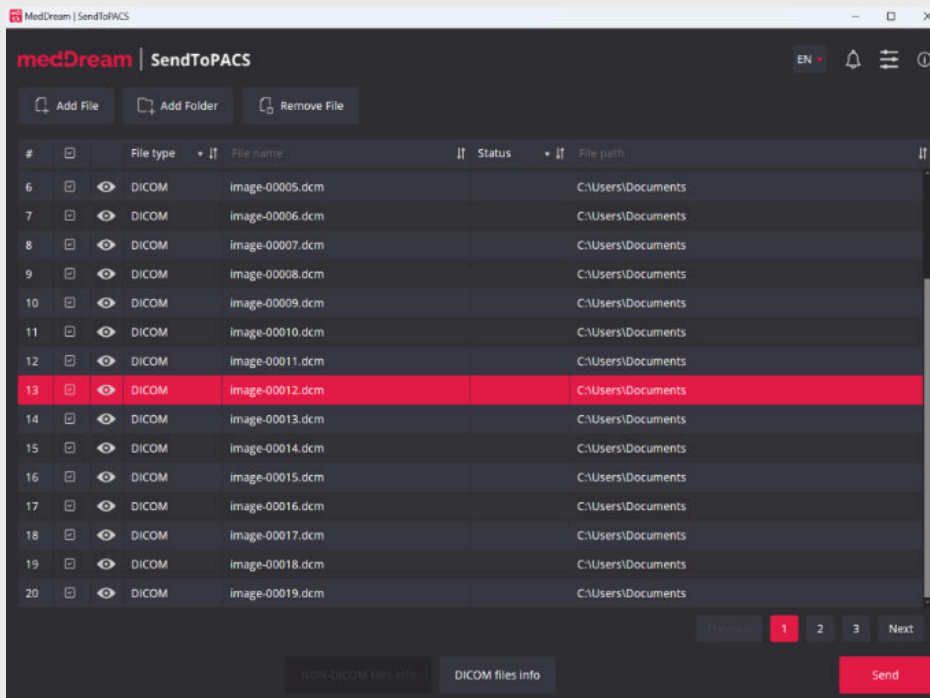 MedDream | SendToPACS
medDream | SendToPACS EN
Add File Add Folder Remove File
# File type File name Status File path
6 DICOM image-00005.dcm C:\Users\Documents
7 DICOM image-00006.dcm C:\Users\Documents
8 DICOM image-00007.dcm C:\Users\Documents
9 DICOM image-00008.dcm C:\Users\Documents
10 DICOM image-00009.dcm C:\Users\Documents
11 DICOM image-00010.dcm C:\Users\Documents
12 DICOM image-00011.dcm C:\Users\Documents
13 DICOM image-00012.dcm C:\Users\Documents
14 DICOM image-00013.dcm C:\Users\Documents
15 DICOM image-00014.dcm C:\Users\Documents
16 DICOM image-00015.dcm C:\Users\Documents
17 DICOM image-00016.dcm C:\Users\Documents
18 DICOM image-00017.dcm C:\Users\Documents
19 DICOM image-00018.dcm C:\Users\Documents
20 DICOM image-00019.dcm C:\Users\Documents
Previous 1 2 3 Next
NON-DICOM files info DICOM files info Send